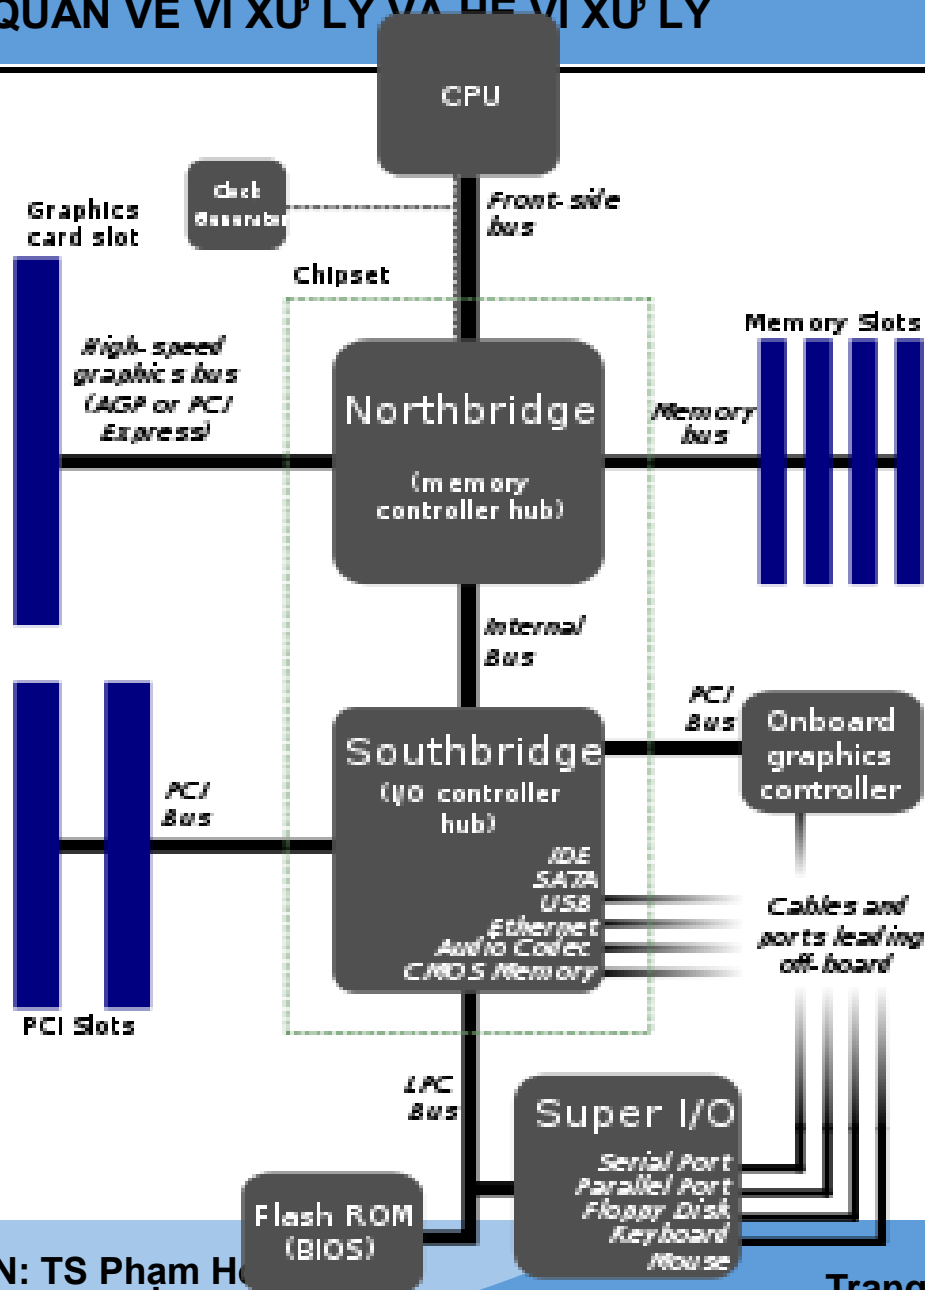 QUAN VỀ VI XỬ LÝ VÀ HỆ VI XỬ LÝ
CPU
Clock
Generator
Front-side
bus
Graphics
card slot
Chipset
High-speed
graphics bus
(AGP or PCI
Express)
Northbridge
(memory
controller hub)
Memory Slots
Memory
bus
Internal
Bus
PCI
Bus
Onboard
graphics
controller
Southbridge
(I/O controller
hub)
PCI
Bus
IDE
SATA
USB
Ethernet
Audio Codec
CMOS Memory
Cables and
ports leading
off-board
PCI Slots
LPC
Bus
Super I/O
Serial Port
Parallel Port
Floppy Disk
Keyboard
Mouse
Flash ROM
(BIOS)
N: TS Phạm
Trang